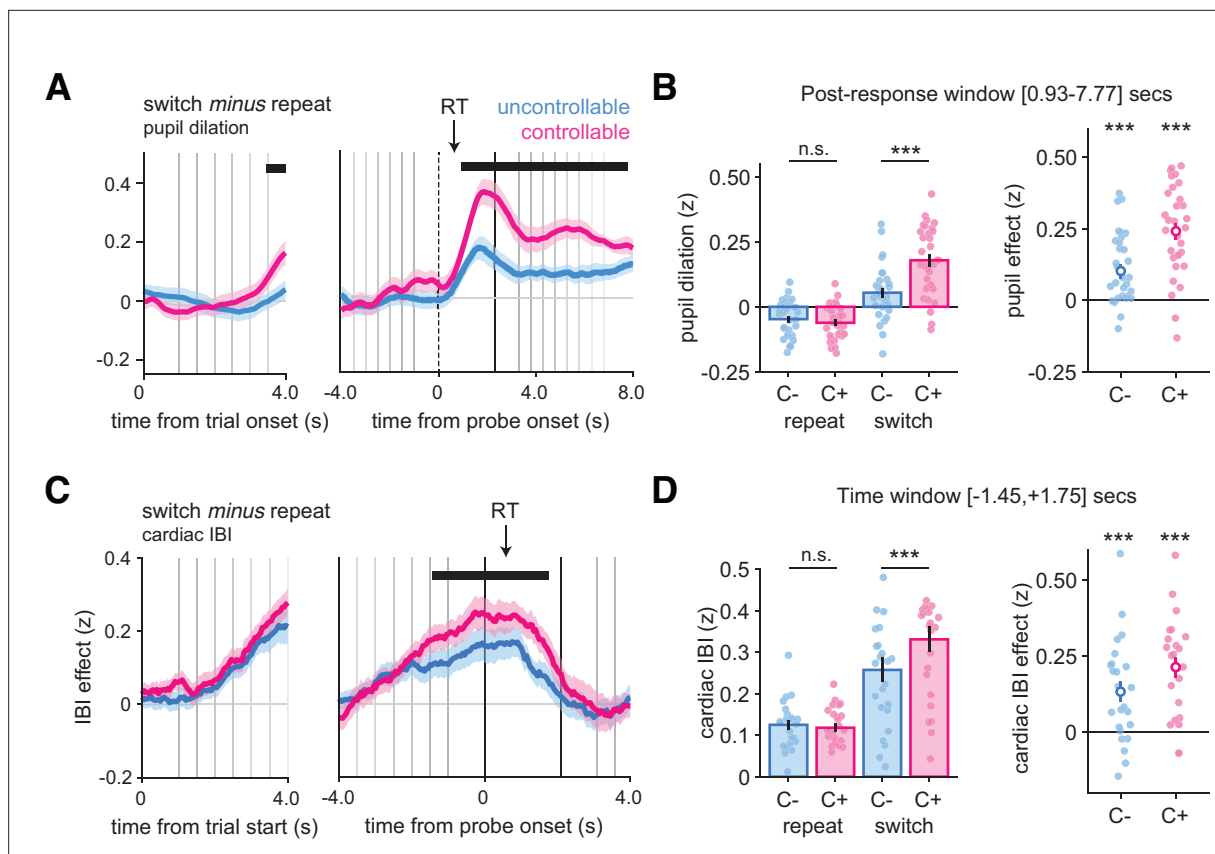 A
switch minus repeat
pupil dilation
RT
uncontrollable
controllable
0.4
0.2
0
-0.2
0
4.0
-4.0
0
4.0
8.0
time from trial onset (s)
time from probe onset (s)
B
Post-response window [0.93-7.77] secs
n.s.
***
pupil dilation (z)
0.50
0.25
0
-0.25
C-
C+
C-
C+
repeat
switch
***
***
pupil effect (z)
0.50
0.25
0
-0.25
C-
C+
C
switch minus repeat
cardiac IBI
RT
IBI effect (z)
0.4
0.2
0
-0.2
0
4.0
-4.0
0
4.0
time from trial start (s)
time from probe onset (s)
D
Time window [-1.45,+1.75] secs
n.s.
***
cardiac IBI (z)
0.5
0.4
0.3
0.2
0.1
0
C-
C+
C-
C+
repeat
switch
***
***
cardiac IBI effect (z)
0.50
0.25
0
C-
C+